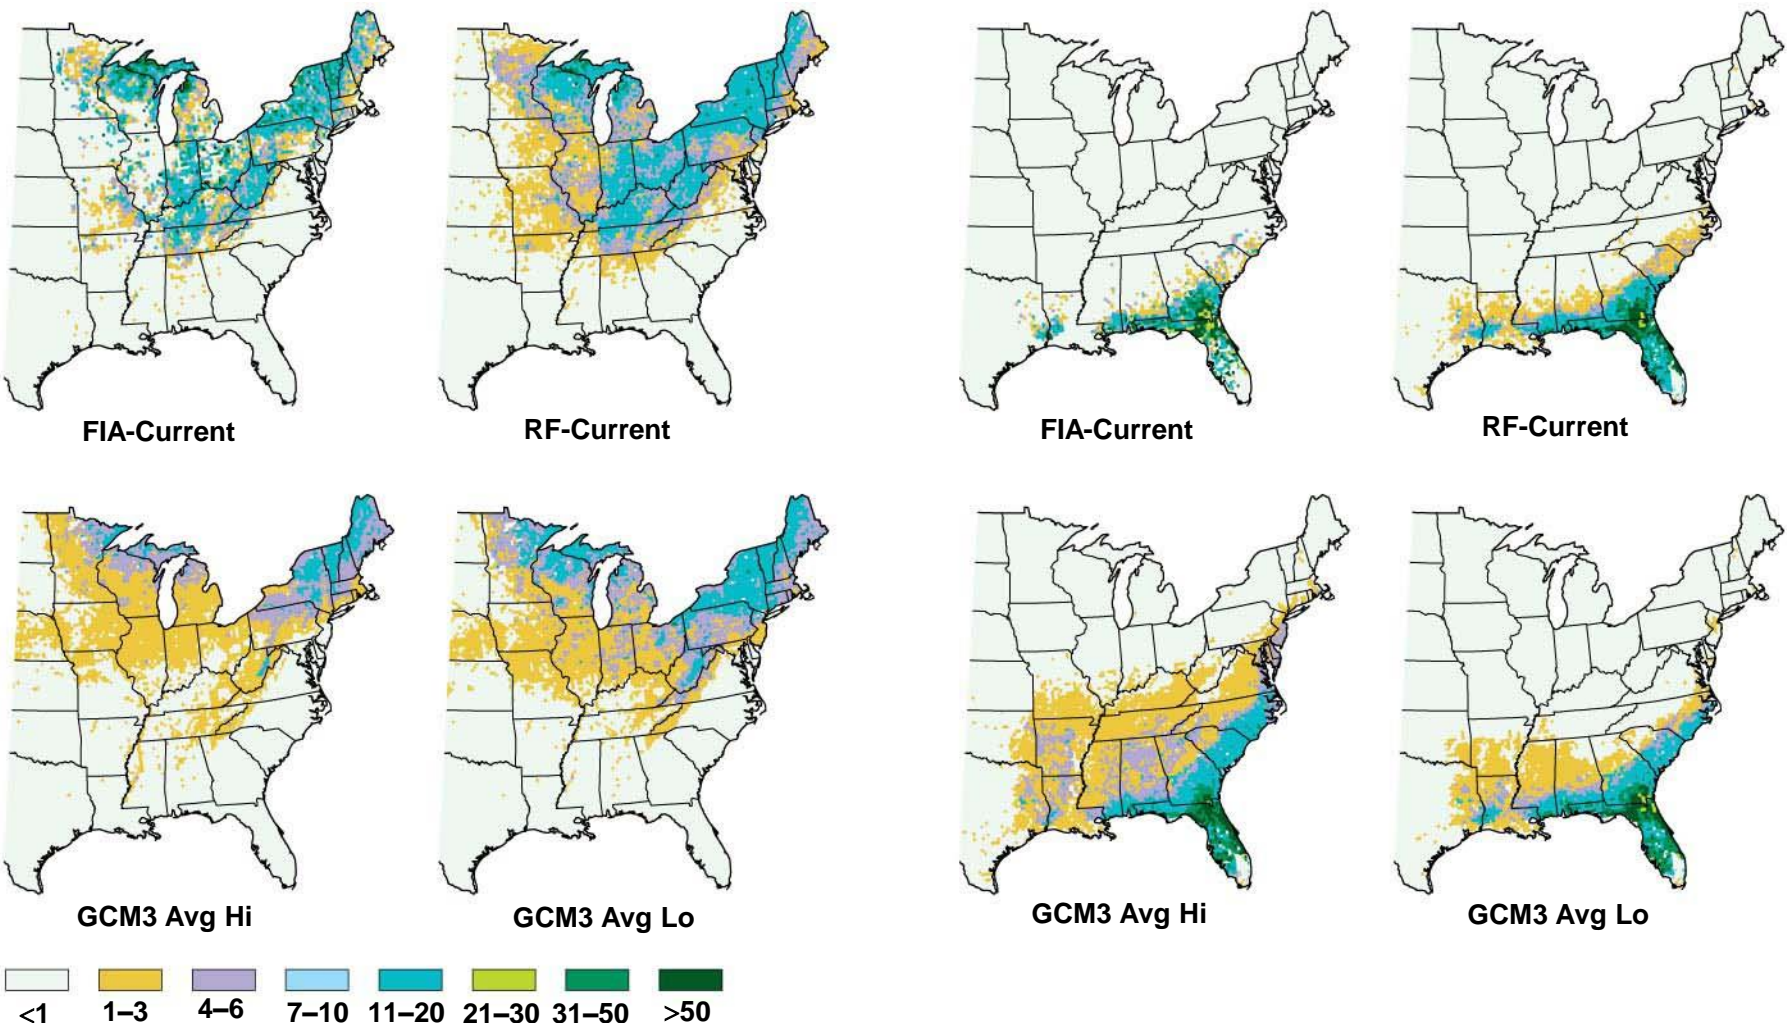 FIA-Current
RF-Current
FIA-Current
RF-Current
GCM3 Avg Hi
GCM3 Avg Lo
GCM3 Avg Hi
GCM3 Avg Lo
<1 1–3 4–6 7–10 11–20 21–30 31–50 >50